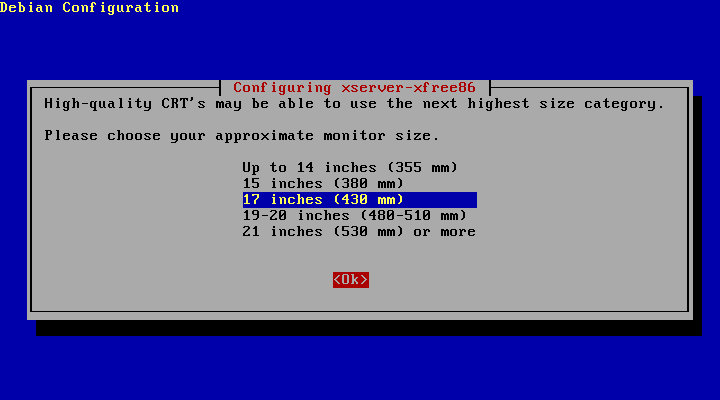 Debian Configuration
Configuring xserver-xfree86
High-quality CRT's may be able to use the next highest size category.
Please choose your approximate monitor size.
Up to 14 inches (355 mm)
15 inches (380 mm)
17 inches (430 mm)
19-20 inches (480-510 mm)
21 inches (530 mm) or more
<Ok>